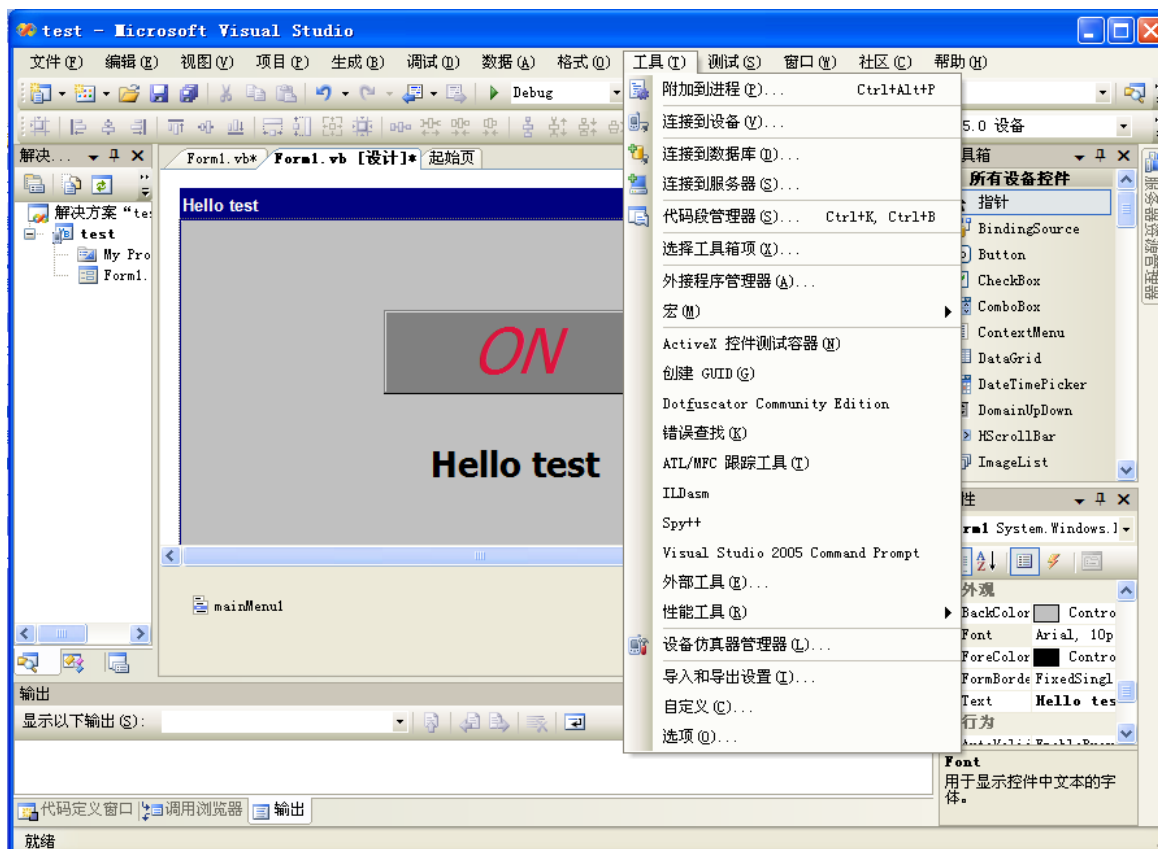 test - Microsoft Visual Studio
文件(F) 编辑(E) 视图(V) 项目(P) 生成(B) 调试(D) 数据(A) 格式(O) 工具(T) 测试(S) 窗口(W) 社区(C) 帮助(H)
Debug
5.0 设备
解决...
Form1.vb* Form1.vb [设计]* 起始页
解决方案 "te
test
My Pro
Form1.
Hello test
ON
Hello test
mainMenu1
附加到进程(P)... Ctrl+Alt+P
连接到设备(V)...
连接到数据库(D)...
连接到服务器(S)...
代码段管理器(S)... Ctrl+K, Ctrl+B
选择工具箱项(X)...
外接程序管理器(A)...
宏(M)
ActiveX 控件测试容器(N)
创建 GUID(G)
Dotfuscator Community Edition
错误查找(K)
ATL/MFC 跟踪工具(T)
ILDasm
Spy++
Visual Studio 2005 Command Prompt
外部工具(E)...
性能工具(R)
设备仿真器管理器(L)...
导入和导出设置(I)...
自定义(C)...
选项(O)...
具箱
所有设备控件
指针
BindingSource
Button
CheckBox
ComboBox
ContextMenu
DataGrid
DateTimePicker
DomainUpDown
HScrollBar
ImageList
服务器资源管理器
性
rm1 System.Windows.
外观
BackColor Contro
Font Arial, 10p
ForeColor Contro
FormBorde FixedSingl
Text Hello tes
行为
Font
用于显示控件中文本的字
体。
输出
显示以下输出(S):
代码定义窗口 调用浏览器 输出
就绪